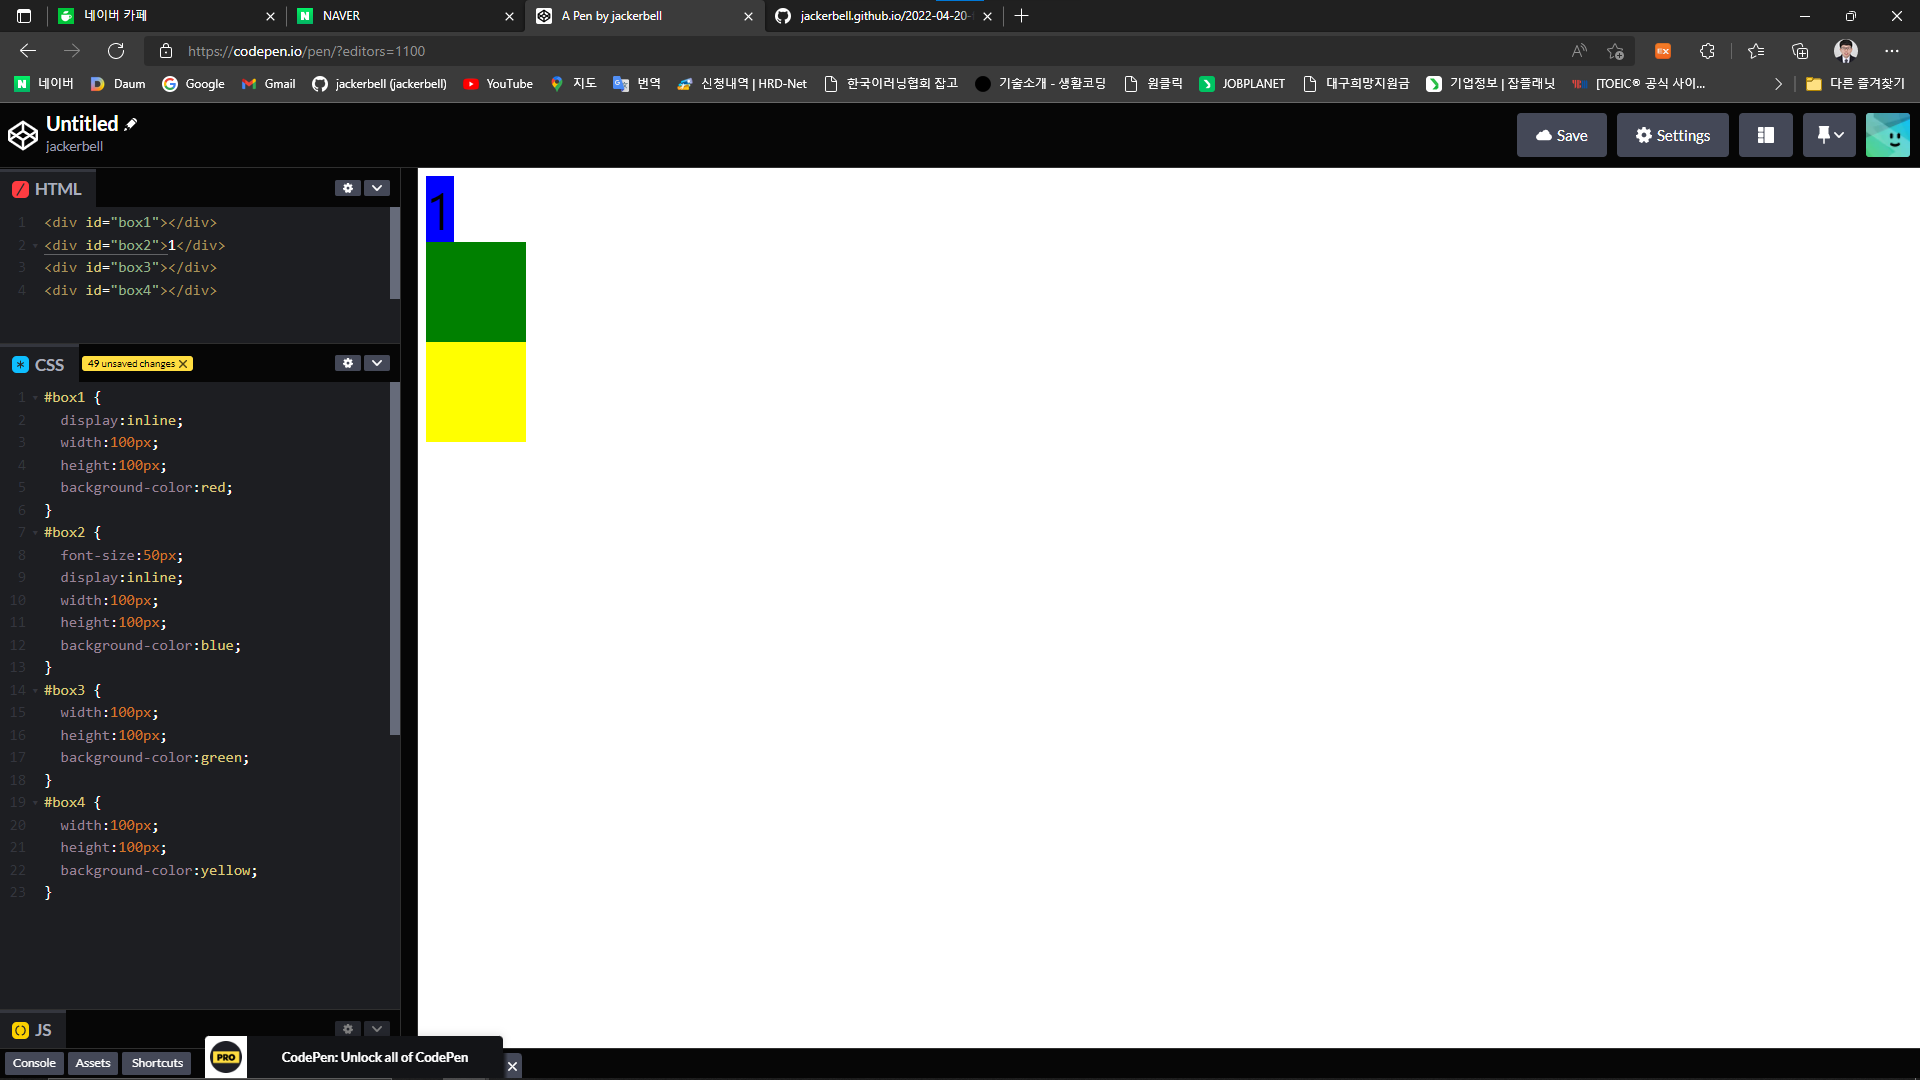 네이버 카페
NAVER
A Pen by jackerbell
jackerbell.github.io/2022-04-20-
https://codepen.io/pen/?editors=1100
네이버 Daum Google Gmail jackerbell (jackerbell) YouTube 지도 번역 신청내역 | HRD-Net 한국이러닝협회 잡고 기술소개 - 생활코딩 원클릭 JOBPLANET 대구희망지원금 기업정보 | 잡플래닛 [TOEIC® 공식 사이... 다른 즐겨찾기
Untitled
jackerbell
Save
Settings
HTML
1 <div id="box1"></div>
2 <div id="box2">1</div>
3 <div id="box3"></div>
4 <div id="box4"></div>
CSS
49 unsaved changes
1 #box1 {
2 display:inline;
3 width:100px;
4 height:100px;
5 background-color:red;
6 }
7 #box2 {
8 font-size:50px;
9 display:inline;
10 width:100px;
11 height:100px;
12 background-color:blue;
13 }
14 #box3 {
15 width:100px;
16 height:100px;
17 background-color:green;
18 }
19 #box4 {
20 width:100px;
21 height:100px;
22 background-color:yellow;
23 }
1
JS
Console Assets Shortcuts
PRO
CodePen: Unlock all of CodePen